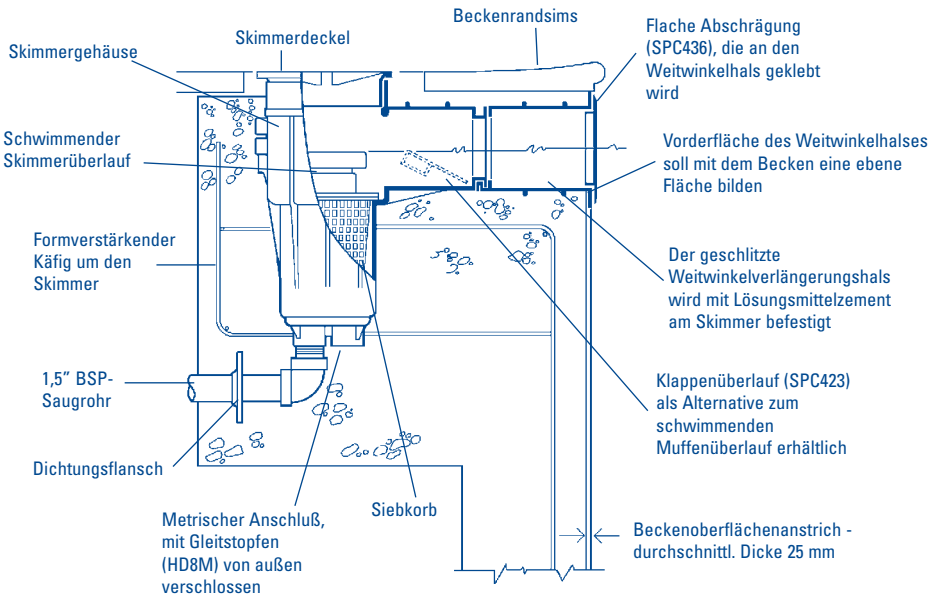 Beckenrandsims
Skimmerdeckel
Skimmergehäuse
Flache Abschrägung
(SPC436), die an den
Weitwinkelhals geklebt
wird
Schwimmender
Skimmerüberlauf
Vorderfläche des Weitwinkelhalses
soll mit dem Becken eine ebene
Fläche bilden
Formverstärkender
Käfig um den
Skimmer
Der geschlitzte
Weitwinkelverlängerungshals
wird mit Lösungsmittelzement
am Skimmer befestigt
1,5” BSP-
Saugrohr
Klappenüberlauf (SPC423)
als Alternative zum
schwimmenden
Muffenüberlauf erhältlich
Dichtungsflansch
Siebkorb
Metrischer Anschluß,
mit Gleitstopfen
(HD8M) von außen
verschlossen
Beckenoberflächenanstrich -
durchschnittl. Dicke 25 mm